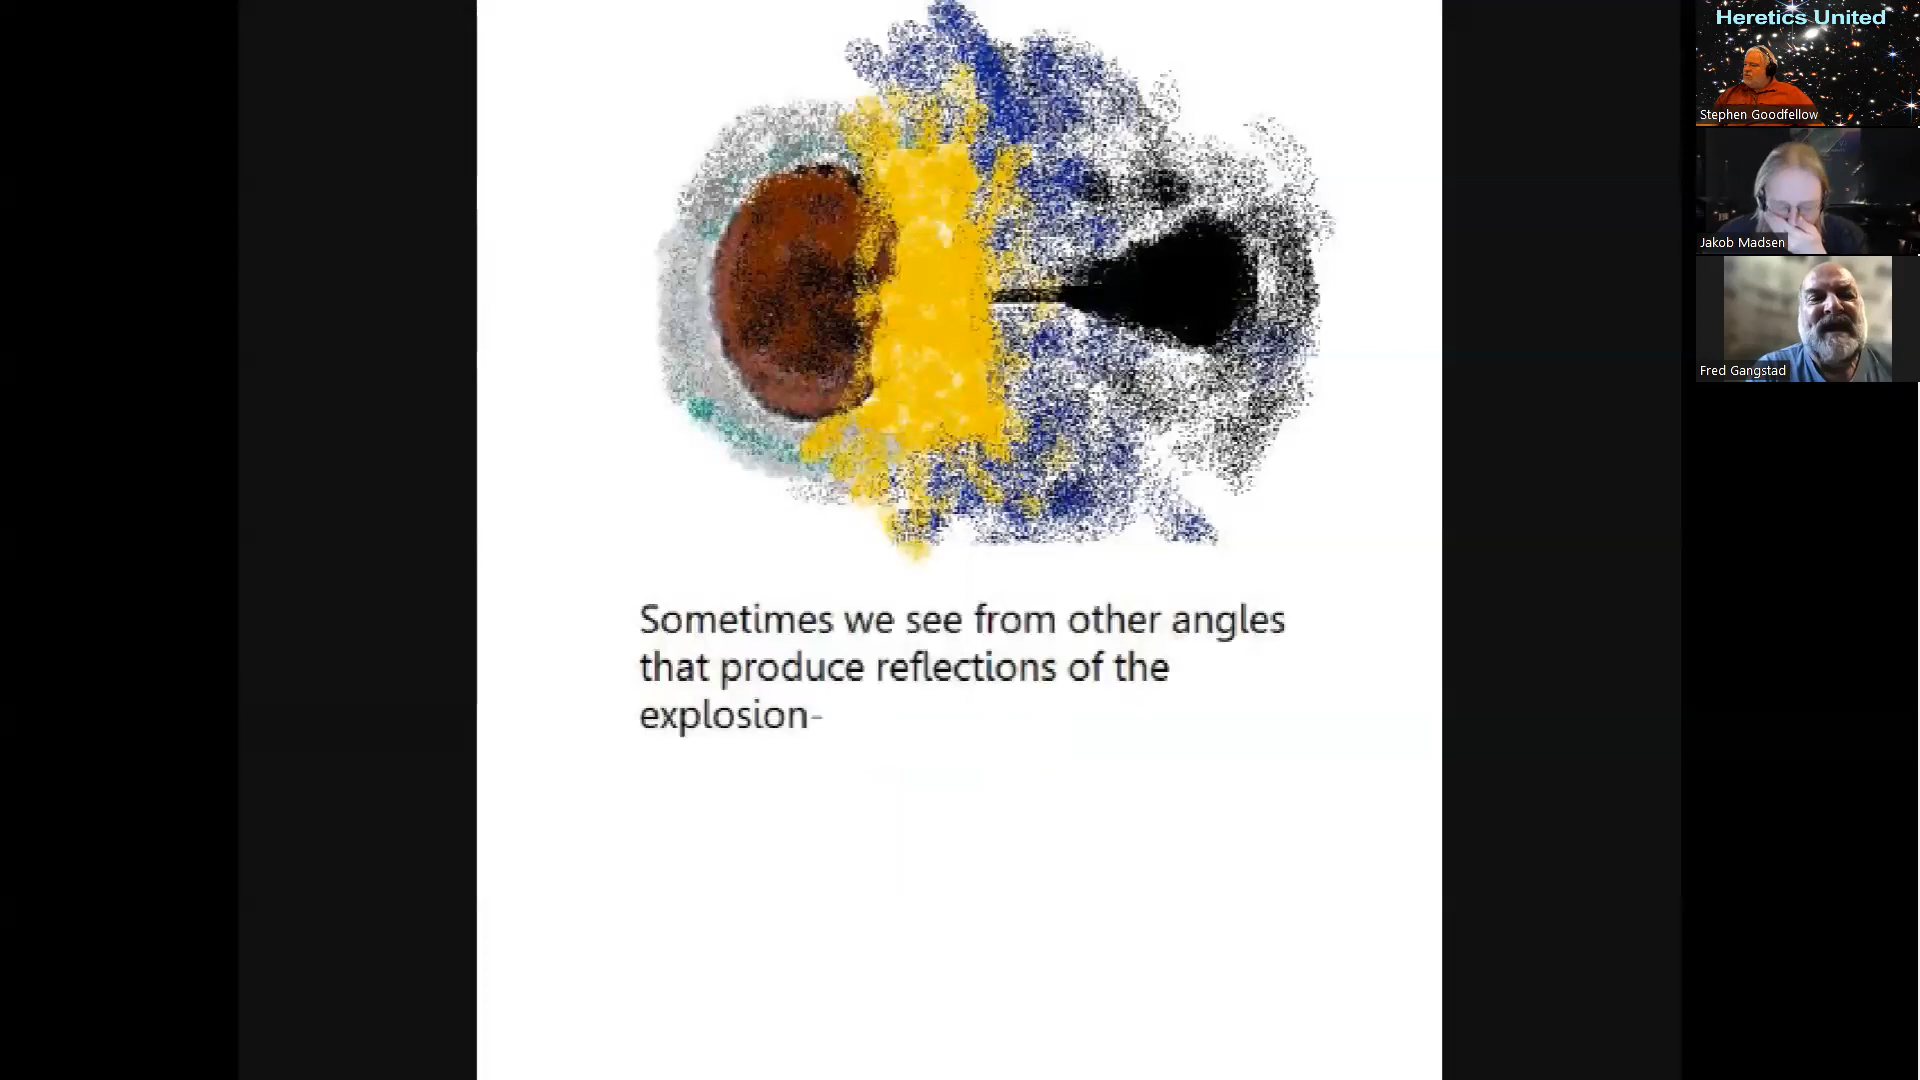 Sometimes we see from other angles
that produce reflections of the
explosion-
Heretics United
Stephen Goodfellow
Jakob Madsen
Fred Gangstad